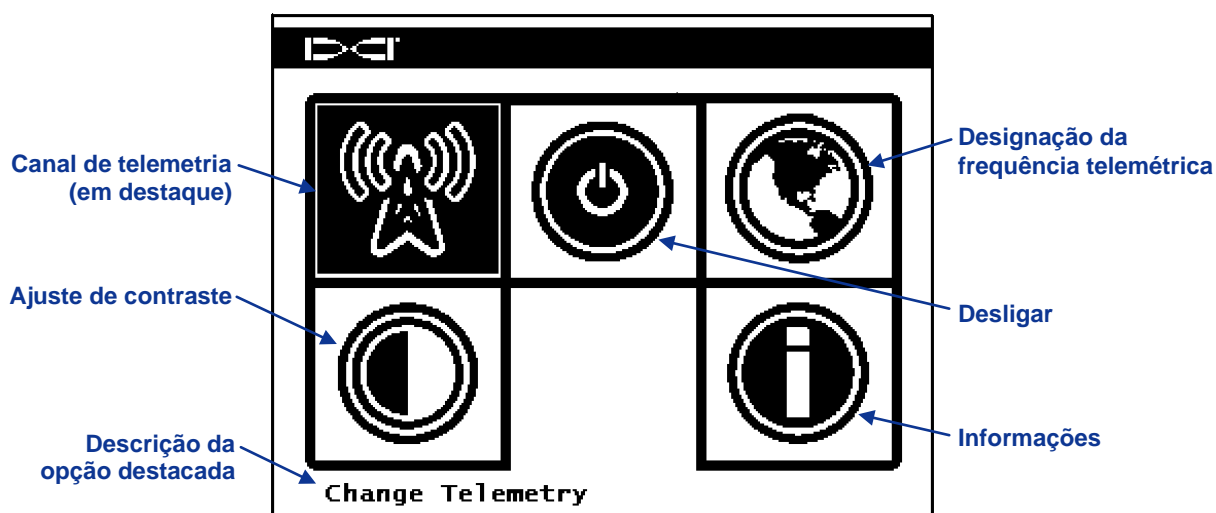 DCI
Canal de telemetria
(em destaque)
Designação da
frequência telemétrica
Ajuste de contraste
Desligar
Descrição da
opção destacada
Informações
Change Telemetry